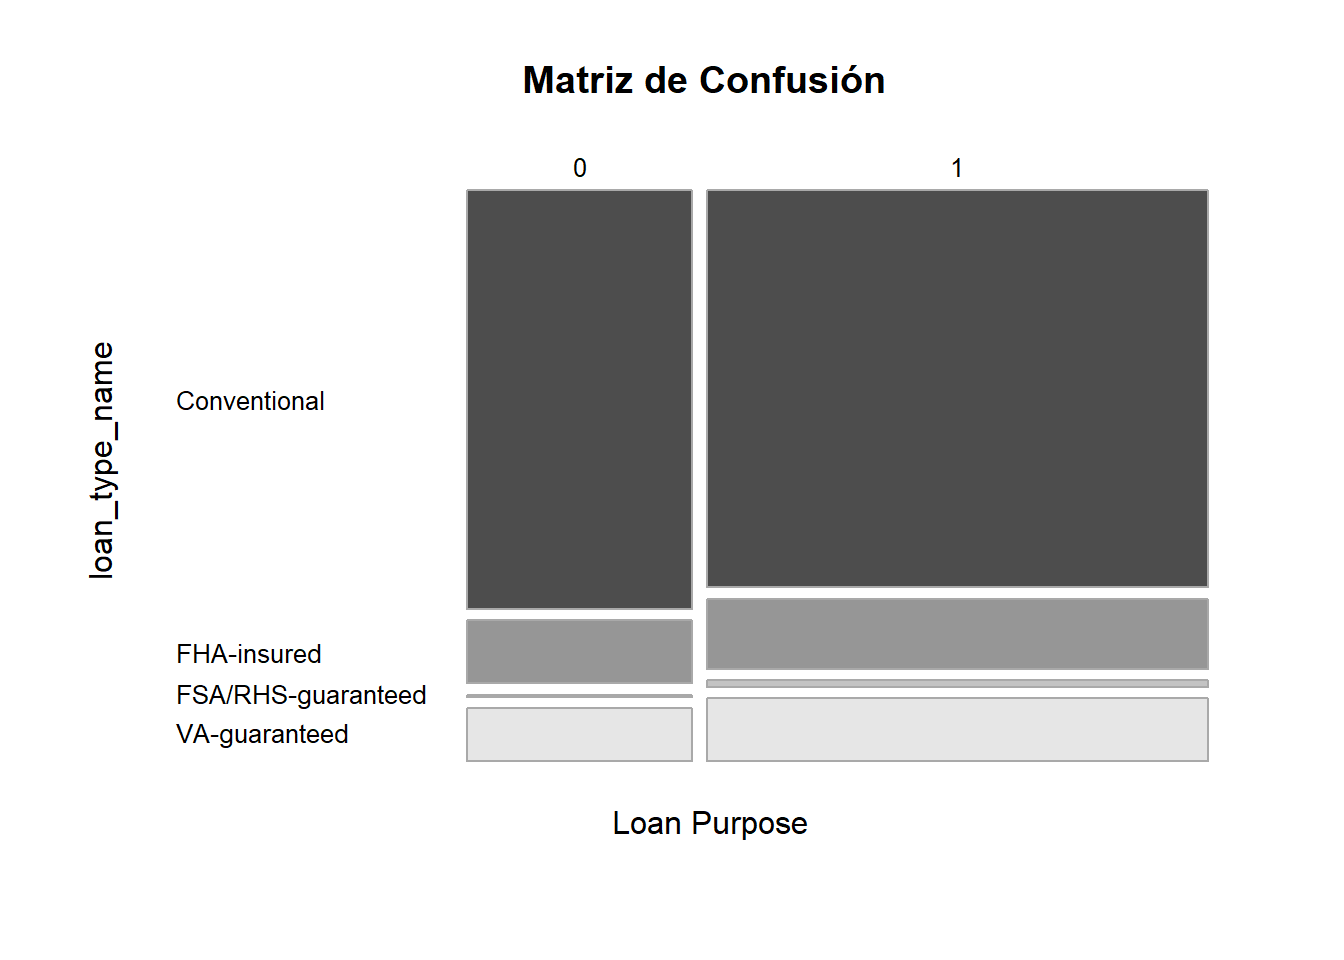 Matriz de Confusión
0 1
loan_type_name
Conventional
FHA-insured
FSA/RHS-guaranteed
VA-guaranteed
Loan Purpose